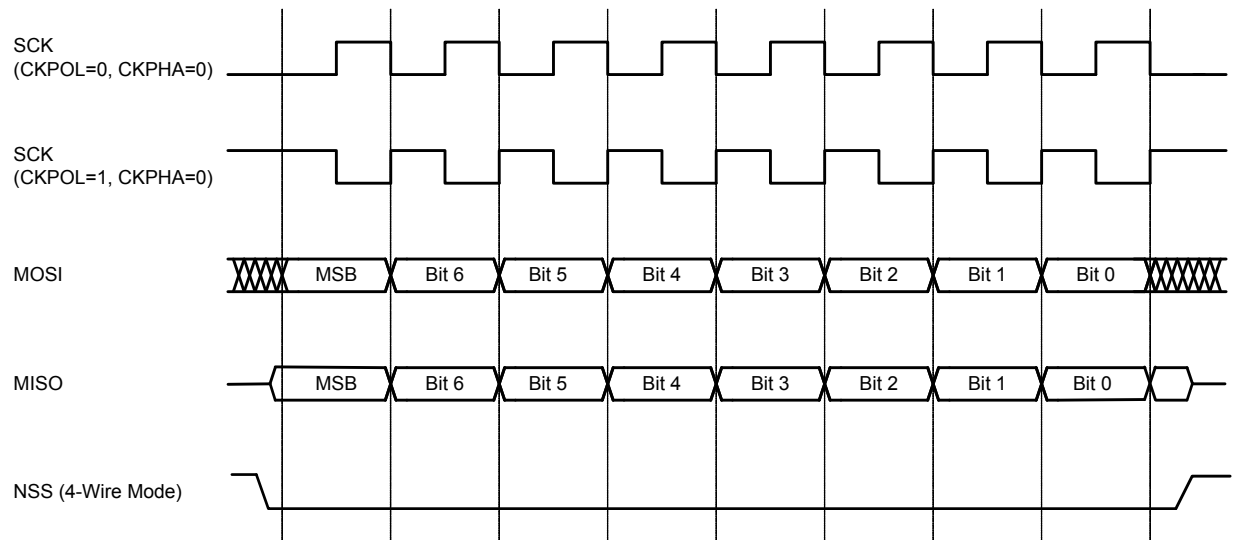 SCK
(CKPOL=0, CKPHA=0)
SCK
(CKPOL=1, CKPHA=0)
MOSI MSB Bit 6 Bit 5 Bit 4 Bit 3 Bit 2 Bit 1 Bit 0
MISO MSB Bit 6 Bit 5 Bit 4 Bit 3 Bit 2 Bit 1 Bit 0
NSS (4-Wire Mode)